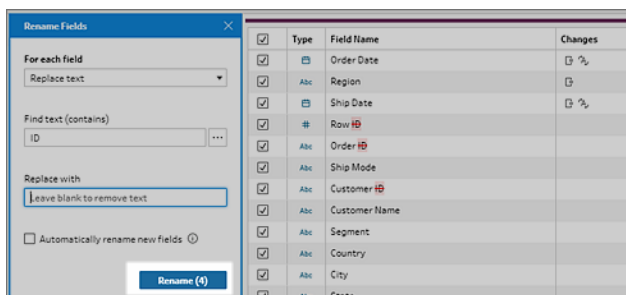 Rename Fields
For each field
Replace text
Find text (contains)
ID
Replace with
Leave blank to remove text
Automatically rename new fields
Rename (4)
Type Field Name Changes
Order Date
Abc Region
Ship Date
# Row ID
Abc Order ID
Abc Ship Mode
Abc Customer ID
Abc Customer Name
Abc Segment
Abc Country
Abc City
Abc State